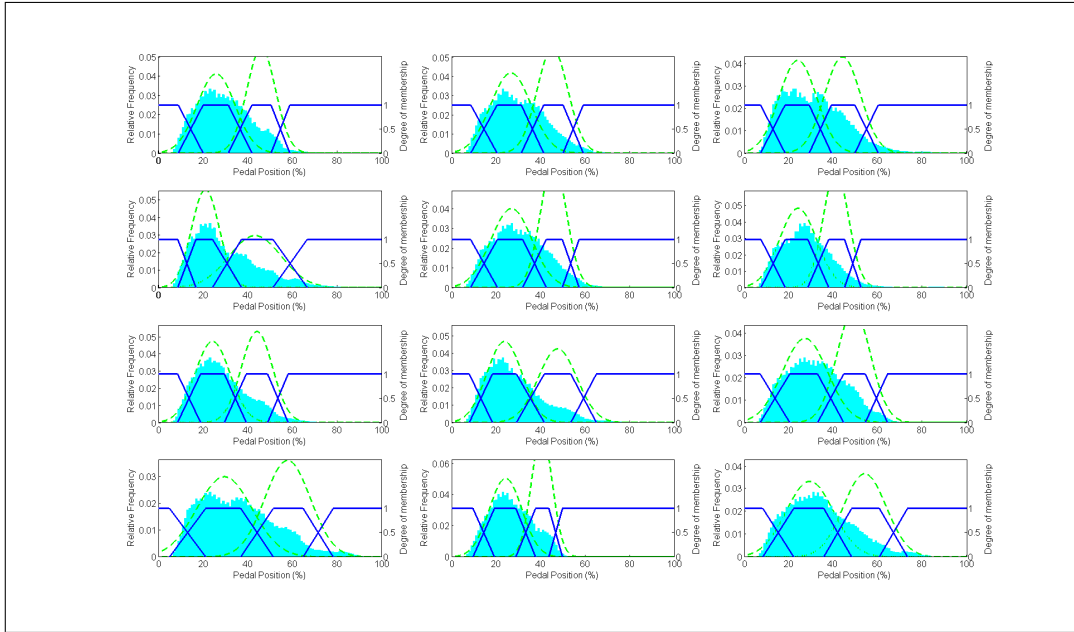 Relative Frequency
0.05
0.04
0.03
0.02
0.01
0
Degree of membership
1
0.5
0
0 20 40 60 80 100
Pedal Position (%)
Relative Frequency
0.05
0.04
0.03
0.02
0.01
0
Degree of membership
1
0.5
0
0 20 40 60 80 100
Pedal Position (%)
Relative Frequency
0.04
0.03
0.02
0.01
0
Degree of membership
1
0.5
0
0 20 40 60 80 100
Pedal Position (%)
Relative Frequency
0.05
0.04
0.03
0.02
0.01
0
Degree of membership
1
0.5
0
0 20 40 60 80 100
Pedal Position (%)
Relative Frequency
0.04
0.03
0.02
0.01
0
Degree of membership
1
0.5
0
0 20 40 60 80 100
Pedal Position (%)
Relative Frequency
0.05
0.04
0.03
0.02
0.01
0
Degree of membership
1
0.5
0
0 20 40 60 80 100
Pedal Position (%)
Relative Frequency
0.05
0.04
0.03
0.02
0.01
0
Degree of membership
1
0.5
0
0 20 40 60 80 100
Pedal Position (%)
Relative Frequency
0.05
0.04
0.03
0.02
0.01
0
Degree of membership
1
0.5
0
0 20 40 60 80 100
Pedal Position (%)
Relative Frequency
0.04
0.03
0.02
0.01
0
Degree of membership
1
0.5
0
0 20 40 60 80 100
Pedal Position (%)
Relative Frequency
0.03
0.02
0.01
0
Degree of membership
1
0.5
0
0 20 40 60 80 100
Pedal Position (%)
Relative Frequency
0.06
0.04
0.02
0
Degree of membership
1
0.5
0
0 20 40 60 80 100
Pedal Position (%)
Relative Frequency
0.04
0.03
0.02
0.01
0
Degree of membership
1
0.5
0
0 20 40 60 80 100
Pedal Position (%)